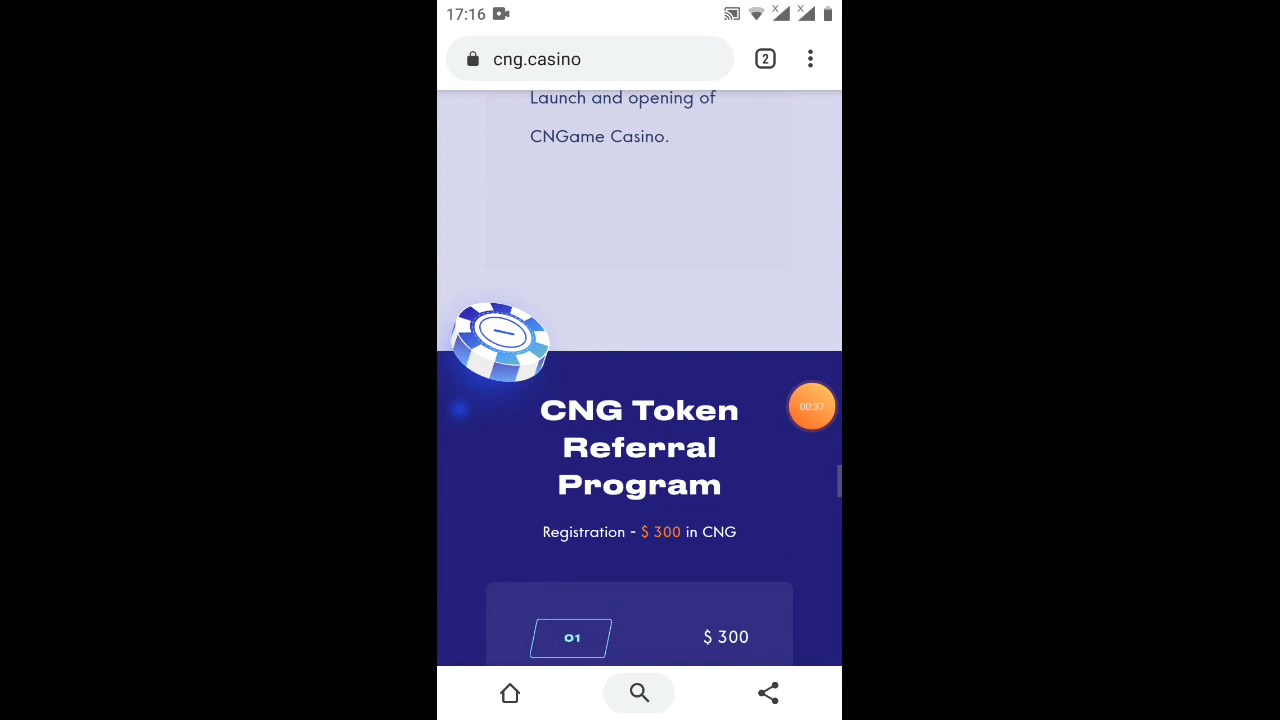 17:16
cng.casino
2
Launch and opening of
CNGame Casino.
CNG Token
Referral
Program
00:37
Registration - $ 300 in CNG
01
$ 300